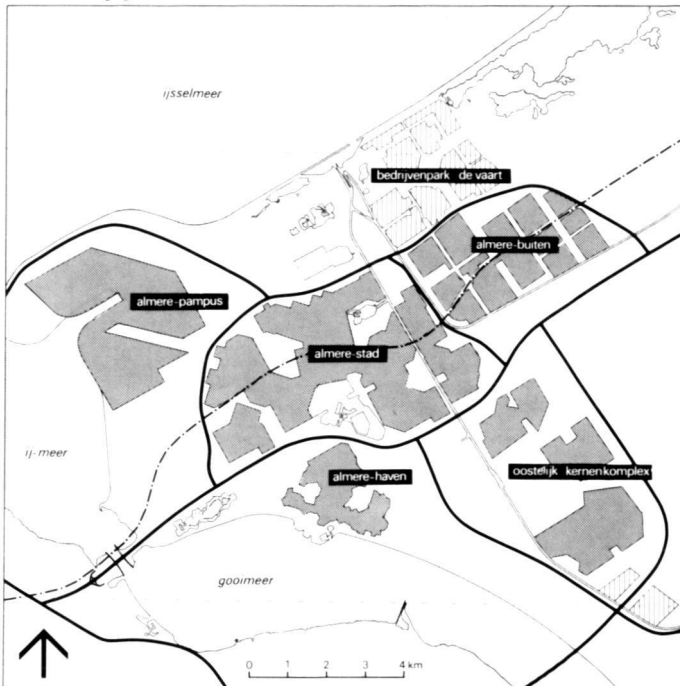 ijsselmeer
bedrijvenpark de vaart
almere-buiten
almere-pampus
almere-stad
ij-meer
almere-haven
oostelijk kernenkomplex
gooimeer
0 1 2 3 4 km